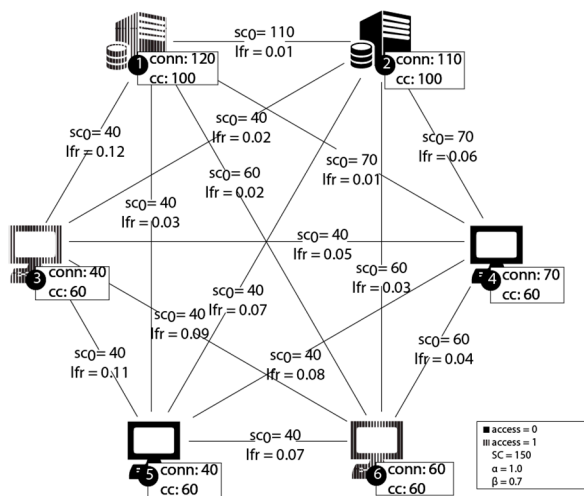 sc0= 110
lfr = 0.01
1 conn: 120
cc: 100
2 conn: 110
cc: 100
sc0= 40
lfr = 0.12
sc0= 40
lfr = 0.02
sc0= 60
lfr = 0.02
sc0= 70
lfr = 0.01
sc0= 70
lfr = 0.06
sc0= 40
lfr = 0.03
sc0= 40
lfr = 0.05
3 conn: 40
cc: 60
4 conn: 70
cc: 60
sc0= 60
lfr = 0.03
sc0= 40
lfr = 0.07
sc0= 40
lfr = 0.09
sc0= 40
lfr = 0.11
sc0= 40
lfr = 0.08
sc0= 60
lfr = 0.04
sc0= 40
lfr = 0.07
5 conn: 40
cc: 60
6 conn: 60
cc: 60
access = 0
access = 1
SC = 150
α = 1.0
β = 0.7